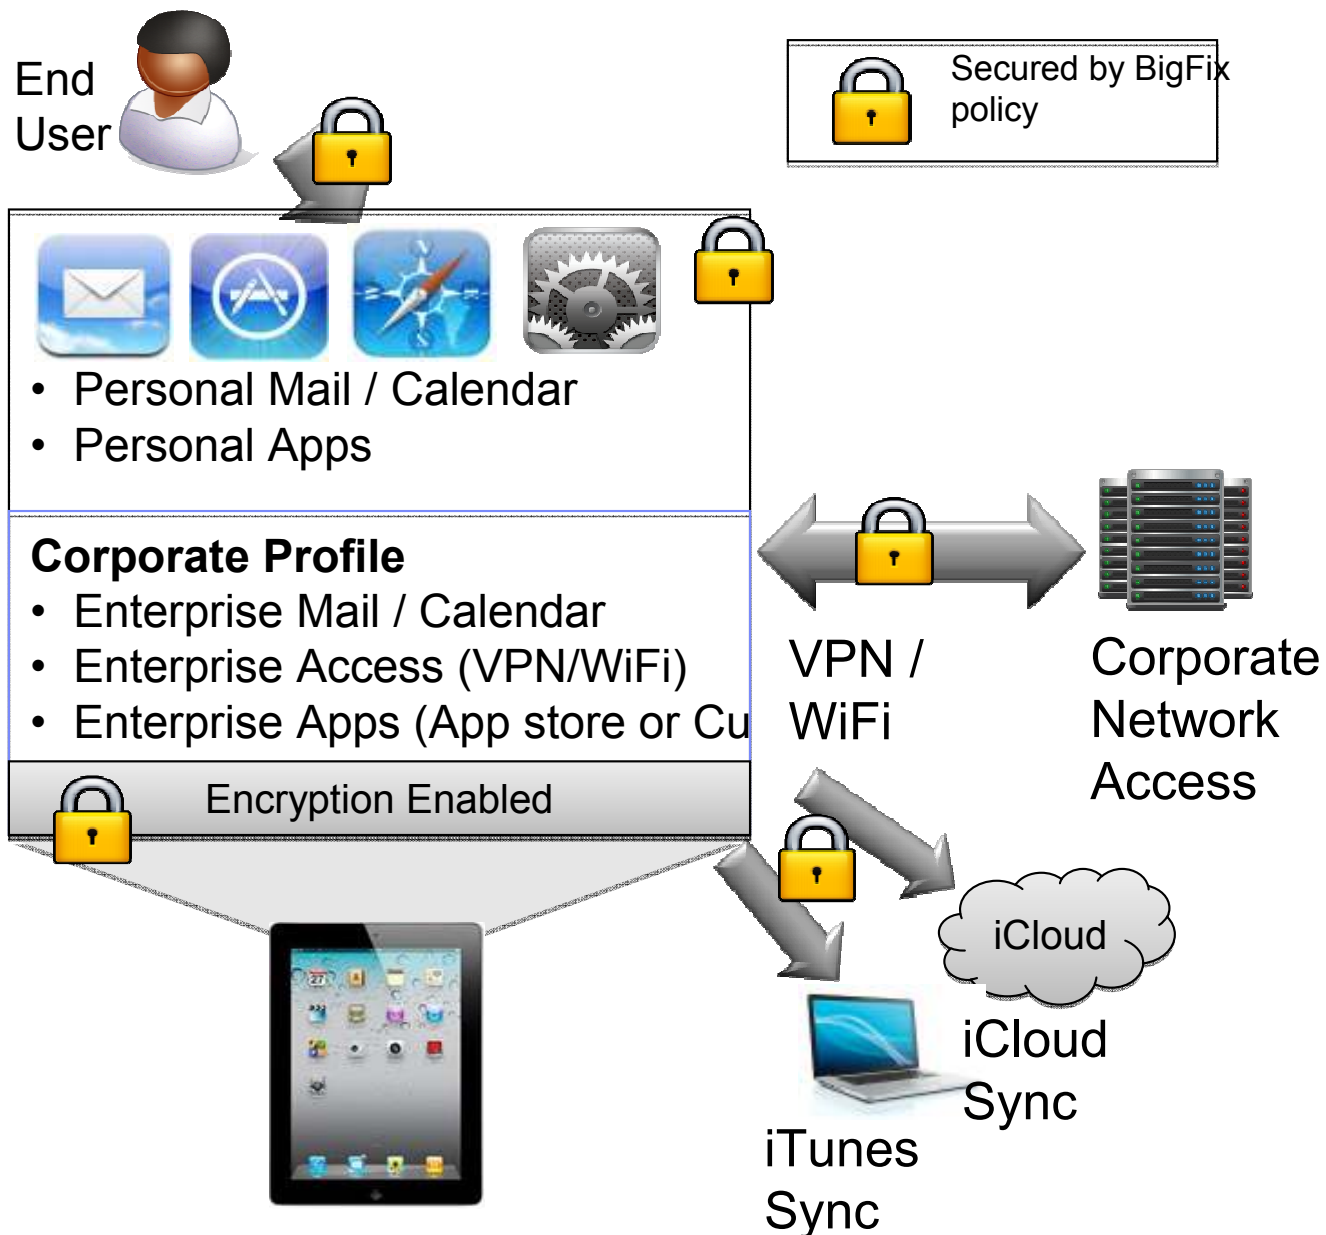 End
User
Secured by BigFix
policy
• Personal Mail / Calendar
• Personal Apps
Corporate Profile
• Enterprise Mail / Calendar
• Enterprise Access (VPN/WiFi)
• Enterprise Apps (App store or Cu
Encryption Enabled
VPN /
WiFi
Corporate
Network
Access
iCloud
iCloud
Sync
iTunes
Sync
27